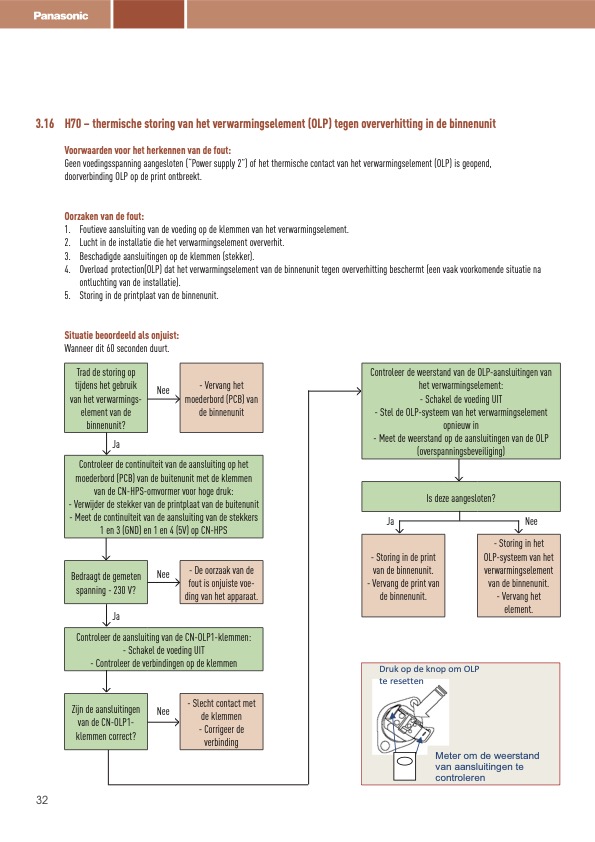 Panasonic
3.16 H70 – thermische storing van het verwarmingselement (OLP) tegen oververhitting in de binnenunit
Voorwaarden voor het herkennen van de fout:
Geen voedingsspanning aangesloten ("Power supply 2") of het thermische contact van het verwarmingselement (OLP) is geopend,
doorverbinding OLP op de print ontbreekt.
Oorzaken van de fout:
1. Foutieve aansluiting van de voeding op de klemmen van het verwarmingselement.
2. Lucht in de installatie die het verwarmingselement oververhit.
3. Beschadigde aansluitingen op de klemmen (stekker).
4. Overload protection(OLP) dat het verwarmingselement van de binnenunit tegen oververhitting beschermt (een vaak voorkomende situatie na
ontluchting van de installatie).
5. Storing in de printplaat van de binnenunit.
Situatie beoordeeld als onjuist:
Wanneer dit 60 seconden duurt.
Trad de storing op
tijdens het gebruik
van het verwarmings-
element van de
binnenunit?
Nee
- Vervang het
moederbord (PCB) van
de binnenunit
Ja
Controleer de continuïteit van de aansluiting op het
moederbord (PCB) van de buitenunit met de klemmen
van de CN-HPS-omvormer voor hoge druk:
- Verwijder de stekker van de printplaat van de buitenunit
- Meet de continuïteit van de aansluiting van de stekkers
1 en 3 (GND) en 1 en 4 (5V) op CN-HPS
Bedraagt de gemeten
spanning - 230 V?
Nee
- De oorzaak van de
fout is onjuiste voe-
ding van het apparaat.
Ja
Controleer de aansluiting van de CN-OLP1-klemmen:
- Schakel de voeding UIT
- Controleer de verbindingen op de klemmen
Zijn de aansluitingen
van de CN-OLP1-
klemmen correct?
Nee
- Slecht contact met
de klemmen
- Corrigeer de
verbinding
Controleer de weerstand van de OLP-aansluitingen van
het verwarmingselement:
- Schakel de voeding UIT
- Stel de OLP-systeem van het verwarmingselement
opnieuw in
- Meet de weerstand op de aansluitingen van de OLP
(overspanningsbeveiliging)
Is deze aangesloten?
Ja
Nee
- Storing in de print
van de binnenunit.
- Vervang de print van
de binnenunit.
- Storing in het
OLP-systeem van het
verwarmingselement
van de binnenunit.
- Vervang het
element.
Druk op de knop om OLP
te resetten
Meter om de weerstand
van aansluitingen te
controleren
32